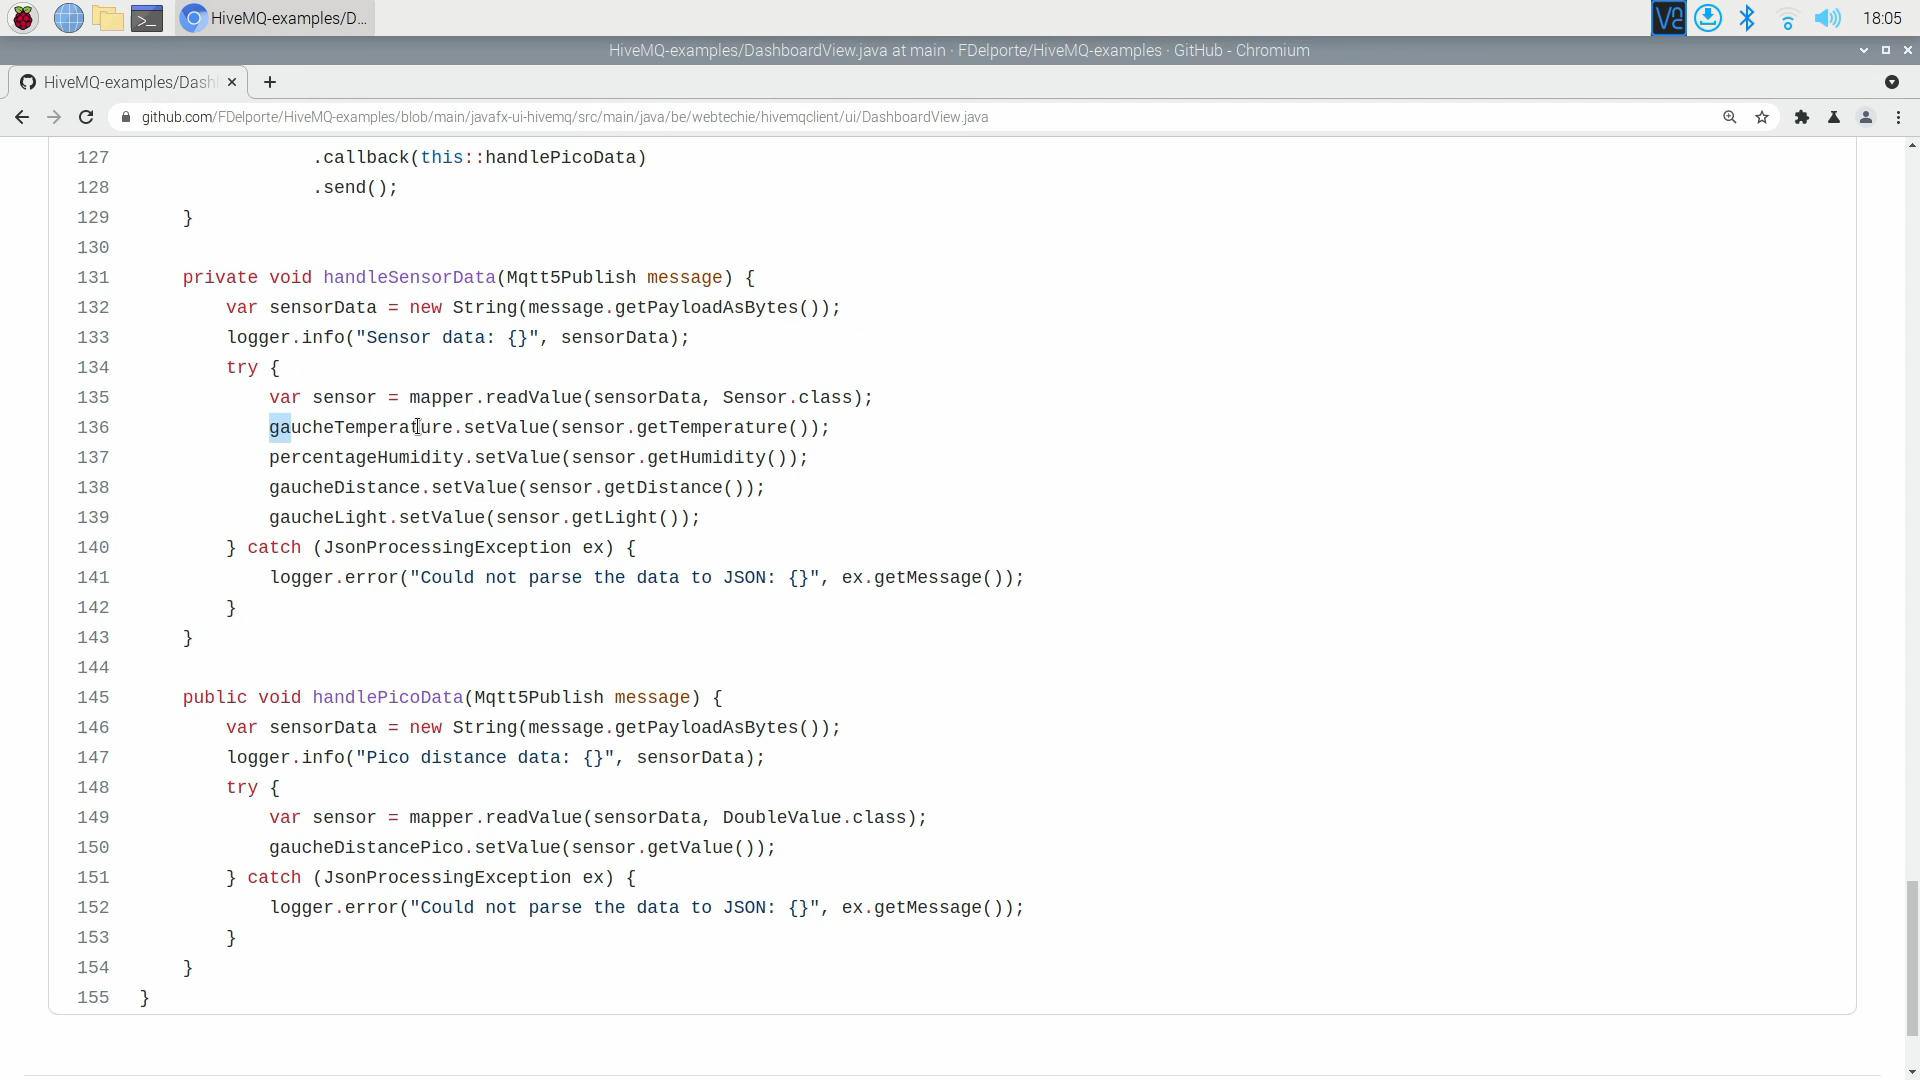 HiveMQ-examples/D...
18:05
HiveMQ-examples/DashboardView.java at main · FDelporte/HiveMQ-examples · GitHub - Chromium
HiveMQ-examples/Dash
github.com/FDelporte/HiveMQ-examples/blob/main/javafx-ui-hivemq/src/main/java/be/webtechie/hivemqclient/ui/DashboardView.java
127 .callback(this::handlePicoData)
128 .send();
129 }
130
131 private void handleSensorData(Mqtt5Publish message) {
132 var sensorData = new String(message.getPayloadAsBytes());
133 logger.info("Sensor data: {}", sensorData);
134 try {
135 var sensor = mapper.readValue(sensorData, Sensor.class);
136 gaucheTemperature.setValue(sensor.getTemperature());
137 percentageHumidity.setValue(sensor.getHumidity());
138 gaucheDistance.setValue(sensor.getDistance());
139 gaucheLight.setValue(sensor.getLight());
140 } catch (JsonProcessingException ex) {
141 logger.error("Could not parse the data to JSON: {}", ex.getMessage());
142 }
143 }
144
145 public void handlePicoData(Mqtt5Publish message) {
146 var sensorData = new String(message.getPayloadAsBytes());
147 logger.info("Pico distance data: {}", sensorData);
148 try {
149 var sensor = mapper.readValue(sensorData, DoubleValue.class);
150 gaucheDistancePico.setValue(sensor.getValue());
151 } catch (JsonProcessingException ex) {
152 logger.error("Could not parse the data to JSON: {}", ex.getMessage());
153 }
154 }
155 }